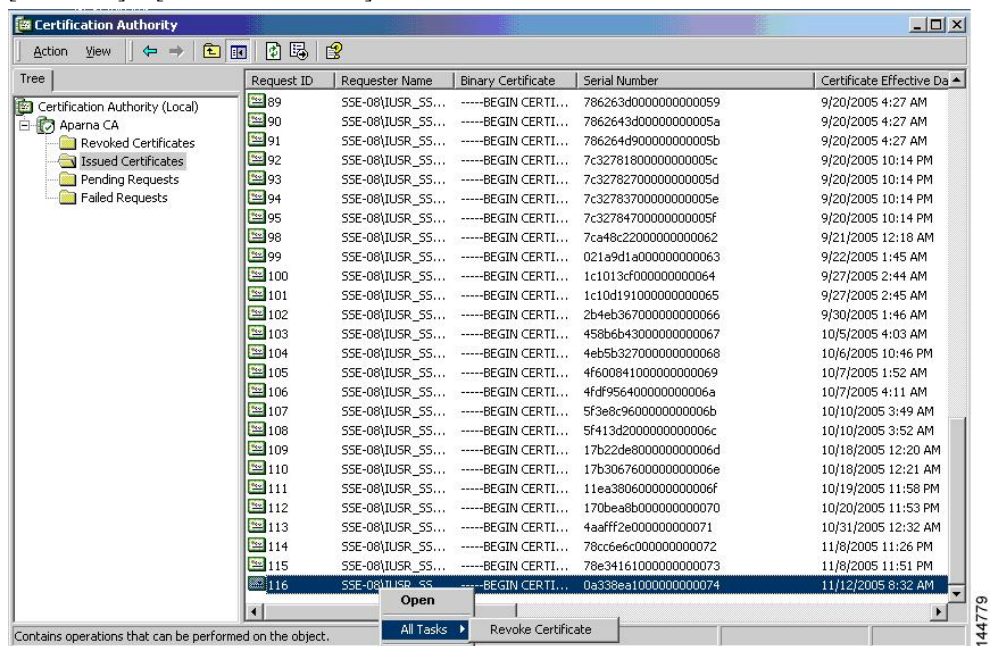 Certification Authority
Action View
Tree
Certification Authority (Local)
Aparna CA
Revoked Certificates
Issued Certificates
Pending Requests
Failed Requests
Request ID Requester Name Binary Certificate Serial Number Certificate Effective Da
89 SSE-08\IUSR_SS... -----BEGIN CERTI... 786263d0000000000059 9/20/2005 4:27 AM
90 SSE-08\IUSR_SS... -----BEGIN CERTI... 7862643d00000000005a 9/20/2005 4:27 AM
91 SSE-08\IUSR_SS... -----BEGIN CERTI... 786264d900000000005b 9/20/2005 4:27 AM
92 SSE-08\IUSR_SS... -----BEGIN CERTI... 7c32781800000000005c 9/20/2005 10:14 PM
93 SSE-08\IUSR_SS... -----BEGIN CERTI... 7c32782700000000005d 9/20/2005 10:14 PM
94 SSE-08\IUSR_SS... -----BEGIN CERTI... 7c32783700000000005e 9/20/2005 10:14 PM
95 SSE-08\IUSR_SS... -----BEGIN CERTI... 7c32784700000000005f 9/20/2005 10:14 PM
98 SSE-08\IUSR_SS... -----BEGIN CERTI... 7ca48c22000000000062 9/21/2005 12:18 AM
99 SSE-08\IUSR_SS... -----BEGIN CERTI... 021a9d1a000000000063 9/22/2005 1:45 AM
100 SSE-08\IUSR_SS... -----BEGIN CERTI... 1c1013cf000000000064 9/27/2005 2:44 AM
101 SSE-08\IUSR_SS... -----BEGIN CERTI... 1c10d191000000000065 9/27/2005 2:45 AM
102 SSE-08\IUSR_SS... -----BEGIN CERTI... 2b4eb367000000000066 9/30/2005 1:46 AM
103 SSE-08\IUSR_SS... -----BEGIN CERTI... 458b6b43000000000067 10/5/2005 4:03 AM
104 SSE-08\IUSR_SS... -----BEGIN CERTI... 4eb5b327000000000068 10/6/2005 10:46 PM
105 SSE-08\IUSR_SS... -----BEGIN CERTI... 4f600841000000000069 10/7/2005 1:52 AM
106 SSE-08\IUSR_SS... -----BEGIN CERTI... 4fdf956400000000006a 10/7/2005 4:11 AM
107 SSE-08\IUSR_SS... -----BEGIN CERTI... 5f3e8c9600000000006b 10/10/2005 3:49 AM
108 SSE-08\IUSR_SS... -----BEGIN CERTI... 5f413d2000000000006c 10/10/2005 3:52 AM
109 SSE-08\IUSR_SS... -----BEGIN CERTI... 17b22de800000000006d 10/18/2005 12:20 AM
110 SSE-08\IUSR_SS... -----BEGIN CERTI... 17b3067600000000006e 10/18/2005 12:21 AM
111 SSE-08\IUSR_SS... -----BEGIN CERTI... 11ea380600000000006f 10/19/2005 11:58 PM
112 SSE-08\IUSR_SS... -----BEGIN CERTI... 170bea8b000000000070 10/20/2005 11:53 PM
113 SSE-08\IUSR_SS... -----BEGIN CERTI... 4aafff2e000000000071 10/31/2005 12:32 AM
114 SSE-08\IUSR_SS... -----BEGIN CERTI... 78cc6e6c000000000072 11/8/2005 11:26 PM
115 SSE-08\IUSR_SS... -----BEGIN CERTI... 78e34161000000000073 11/8/2005 11:51 PM
116 SSE-08\IUSR_SS... -----BEGIN CERTI... 0a338ea1000000000074 11/12/2005 8:32 AM
Open
All Tasks Revoke Certificate
Contains operations that can be performed on the object.
144779